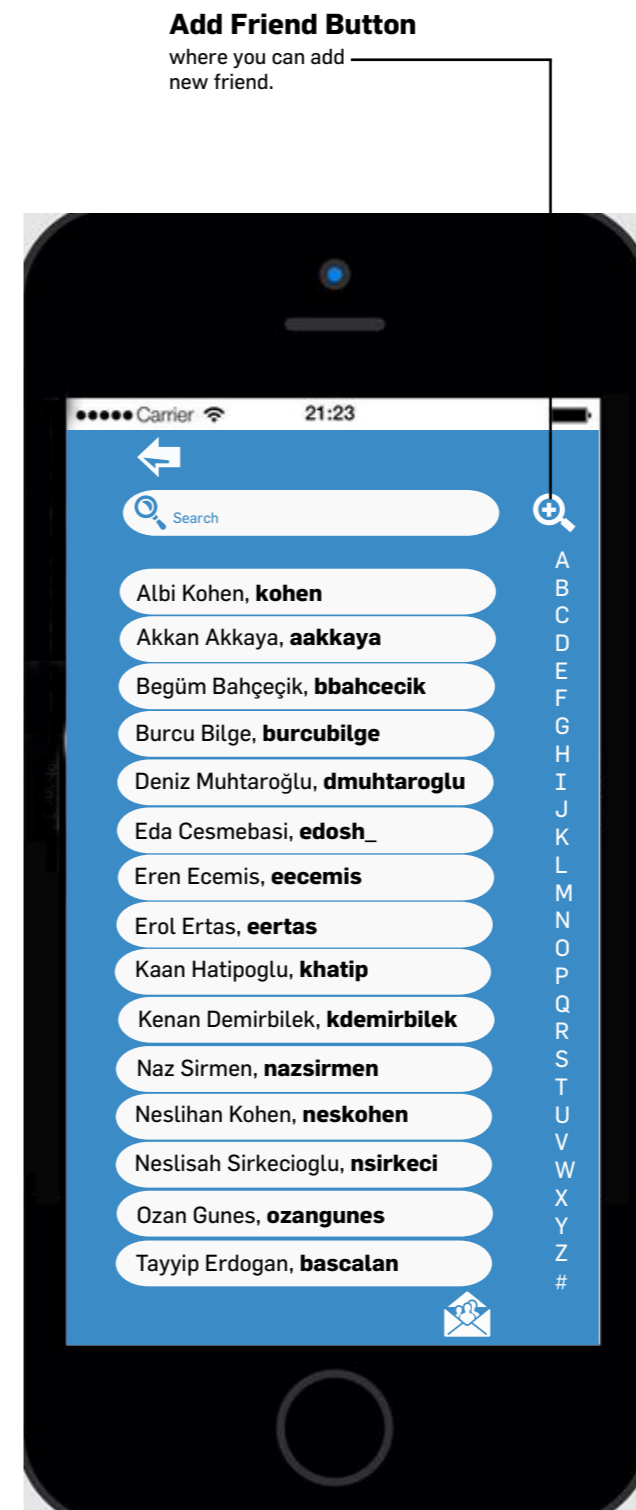 Add Friend Button
where you can add
new friend.
Carrier 21:23
Search
Albi Kohen, kohen
Akkan Akkaya, aakkaya
Begüm Bahçeçik, bbahcecik
Burcu Bilge, burcubilge
Deniz Muhtaroğlu, dmuhtaroglu
Eda Cesmebasi, edosh_
Eren Ecemis, eecemis
Erol Ertas, eertas
Kaan Hatipoglu, khatip
Kenan Demirbilek, kdemirbilek
Naz Sirmen, nazsirmen
Neslihan Kohen, neskohen
Neslisah Sirkecioglu, nsirkeci
Ozan Gunes, ozangunes
Tayyip Erdogan, bascalan
A
B
C
D
E
F
G
H
I
J
K
L
M
N
O
P
Q
R
S
T
U
V
W
X
Y
Z
#